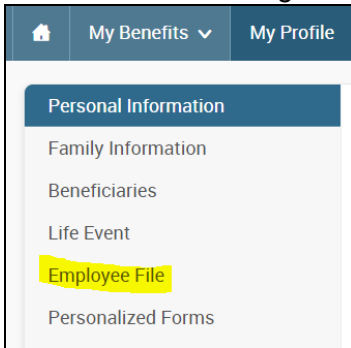 My Benefits My Profile
Personal Information
Family Information
Beneficiaries
Life Event
Employee File
Personalized Forms